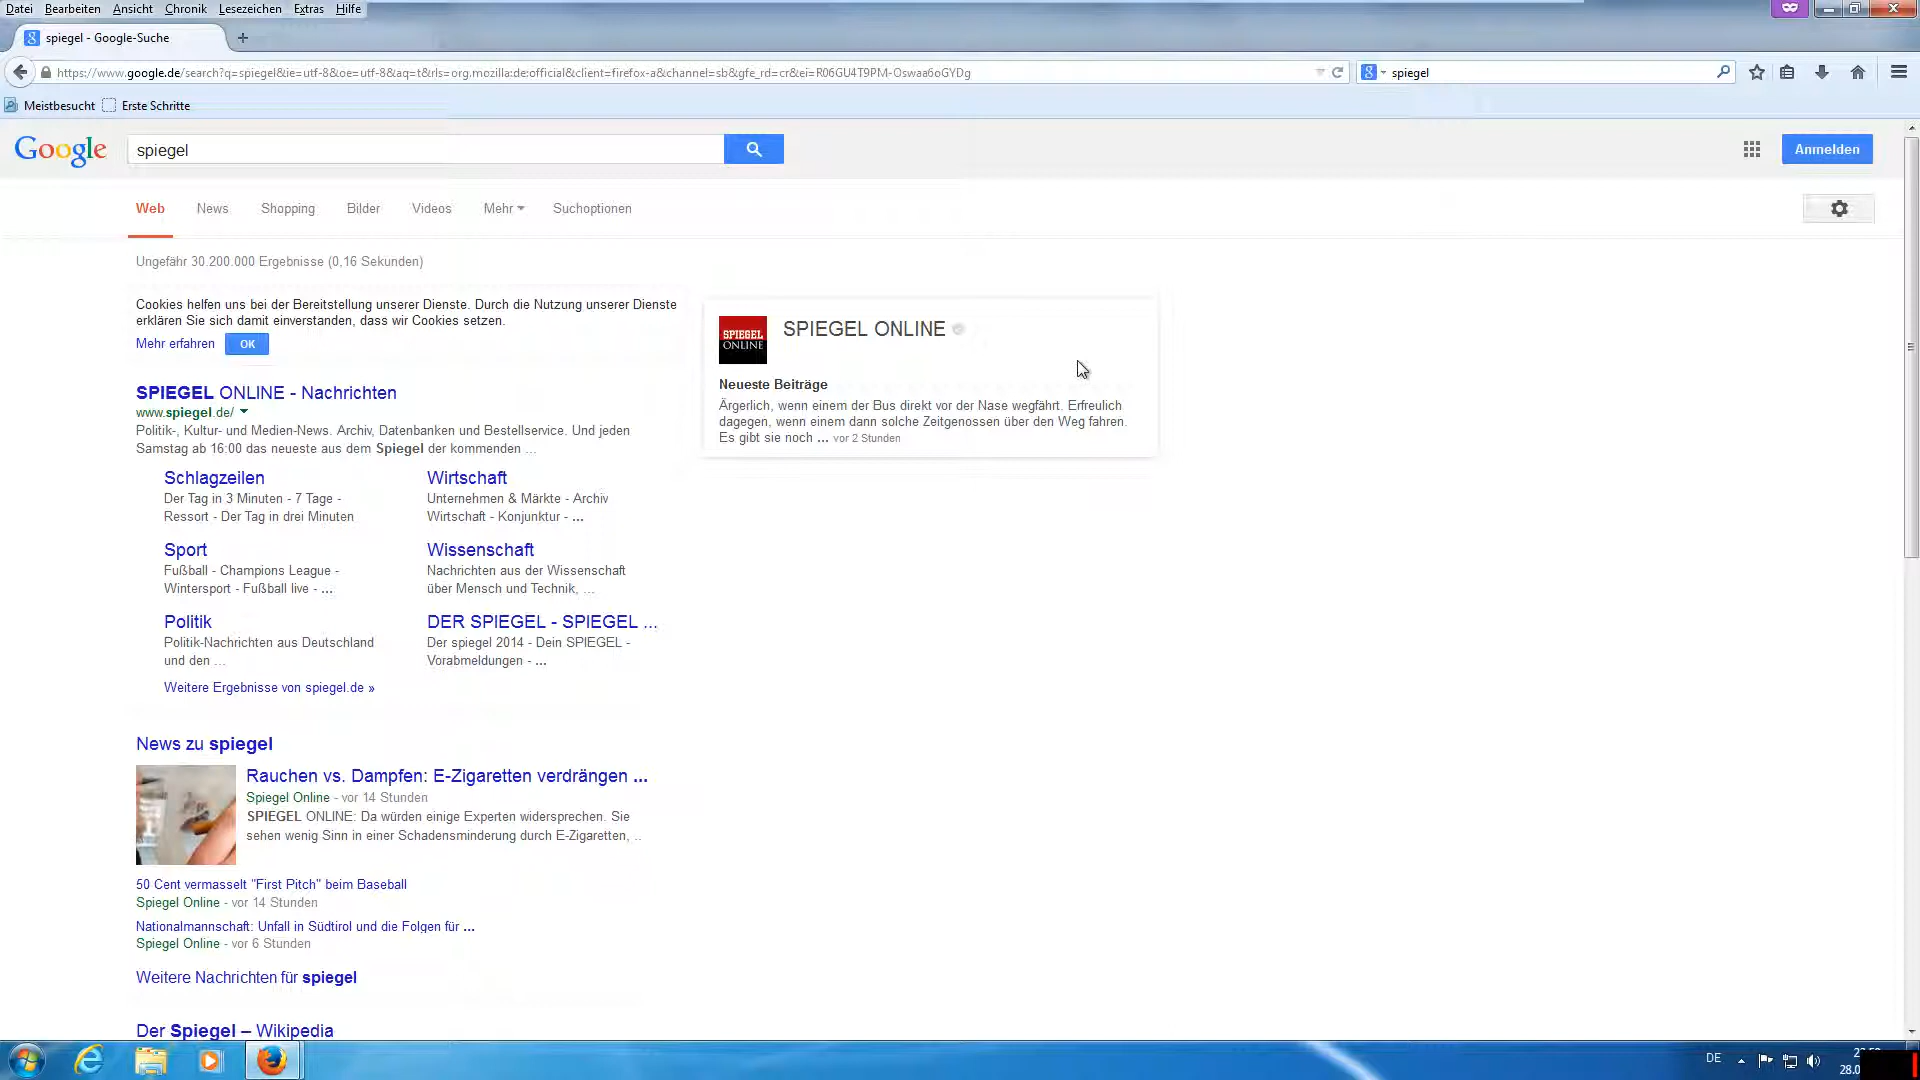 Datei Bearbeiten Ansicht Chronik Lesezeichen Extras Hilfe
spiegel - Google-Suche
https://www.google.de/search?q=spiegel&ie=utf-8&oe=utf-8&aq=t&rls=org.mozilla:de:official&client=firefox-a&channel=sb&gfe_rd=cr&ei=R06GU4T9PM-Oswaa6oGYDg
spiegel
Meistbesucht Erste Schritte
Google
spiegel
Anmelden
Web News Shopping Bilder Videos Mehr Suchoptionen
Ungefähr 30.200.000 Ergebnisse (0,16 Sekunden)
Cookies helfen uns bei der Bereitstellung unserer Dienste. Durch die Nutzung unserer Dienste
erklären Sie sich damit einverstanden, dass wir Cookies setzen.
Mehr erfahren OK
SPIEGEL ONLINE - Nachrichten
www.spiegel.de/
Politik-, Kultur- und Medien-News. Archiv, Datenbanken und Bestellservice. Und jeden
Samstag ab 16:00 das neueste aus dem Spiegel der kommenden ...
Schlagzeilen
Der Tag in 3 Minuten - 7 Tage -
Ressort - Der Tag in drei Minuten
Wirtschaft
Unternehmen & Märkte - Archiv
Wirtschaft - Konjunktur - ...
Sport
Fußball - Champions League -
Wintersport - Fußball live - ...
Wissenschaft
Nachrichten aus der Wissenschaft
über Mensch und Technik, ...
Politik
Politik-Nachrichten aus Deutschland
und den ...
DER SPIEGEL - SPIEGEL ...
Der spiegel 2014 - Dein SPIEGEL -
Vorabmeldungen - ...
Weitere Ergebnisse von spiegel.de »
News zu spiegel
Rauchen vs. Dampfen: E-Zigaretten verdrängen ...
Spiegel Online - vor 14 Stunden
SPIEGEL ONLINE: Da würden einige Experten widersprechen. Sie
sehen wenig Sinn in einer Schadensminderung durch E-Zigaretten, ..
50 Cent vermasselt "First Pitch" beim Baseball
Spiegel Online - vor 14 Stunden
Nationalmannschaft: Unfall in Südtirol und die Folgen für ...
Spiegel Online - vor 6 Stunden
Weitere Nachrichten für spiegel
Der Spiegel – Wikipedia
SPIEGEL
ONLINE
SPIEGEL ONLINE
Neueste Beiträge
Ärgerlich, wenn einem der Bus direkt vor der Nase wegfährt. Erfreulich
dagegen, wenn einem dann solche Zeitgenossen über den Weg fahren.
Es gibt sie noch ... vor 2 Stunden
DE
28.0